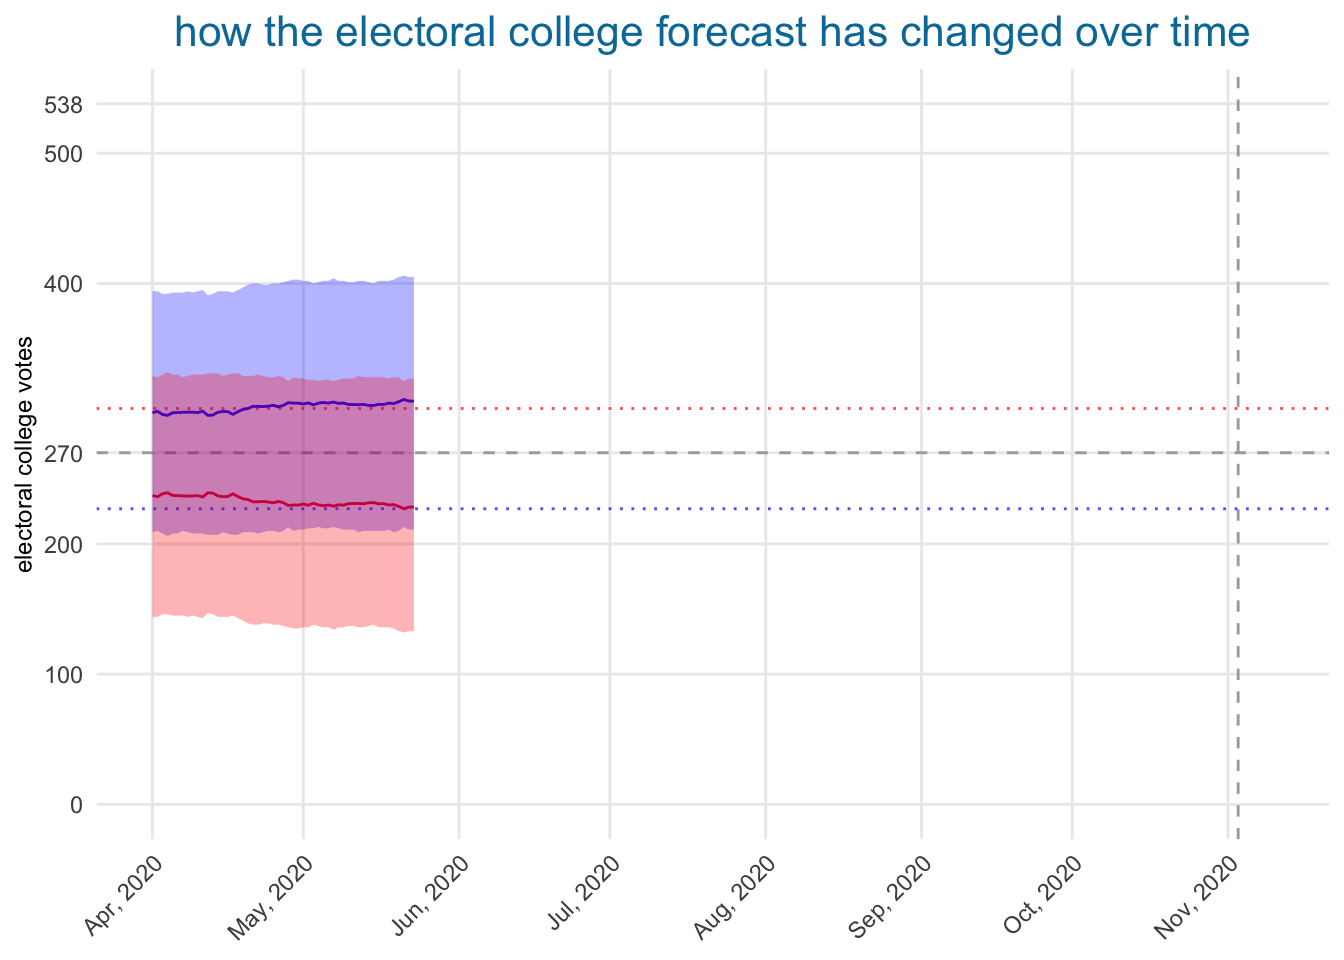 how the electoral college forecast has changed over time
538
500
400
270
200
100
0
electoral college votes
Apr, 2020
May, 2020
Jun, 2020
Jul, 2020
Aug, 2020
Sep, 2020
Oct, 2020
Nov, 2020